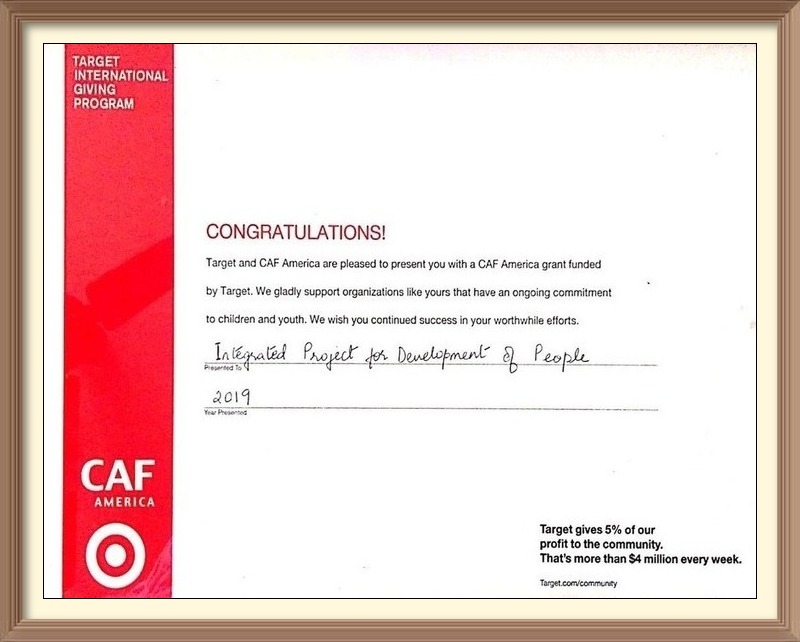 TARGET
INTERNATIONAL
GIVING
PROGRAM
CONGRATULATIONS!
Target and CAF America are pleased to present you with a CAF America grant funded
by Target. We gladly support organizations like yours that have an ongoing commitment
to children and youth. We wish you continued success in your worthwhile efforts.
Integrated Project for Development of People
Presented To
2019
Year Presented
CAF
AMERICA
Target gives 5% of our
profit to the community.
That's more than $4 million every week.
Target.com/community